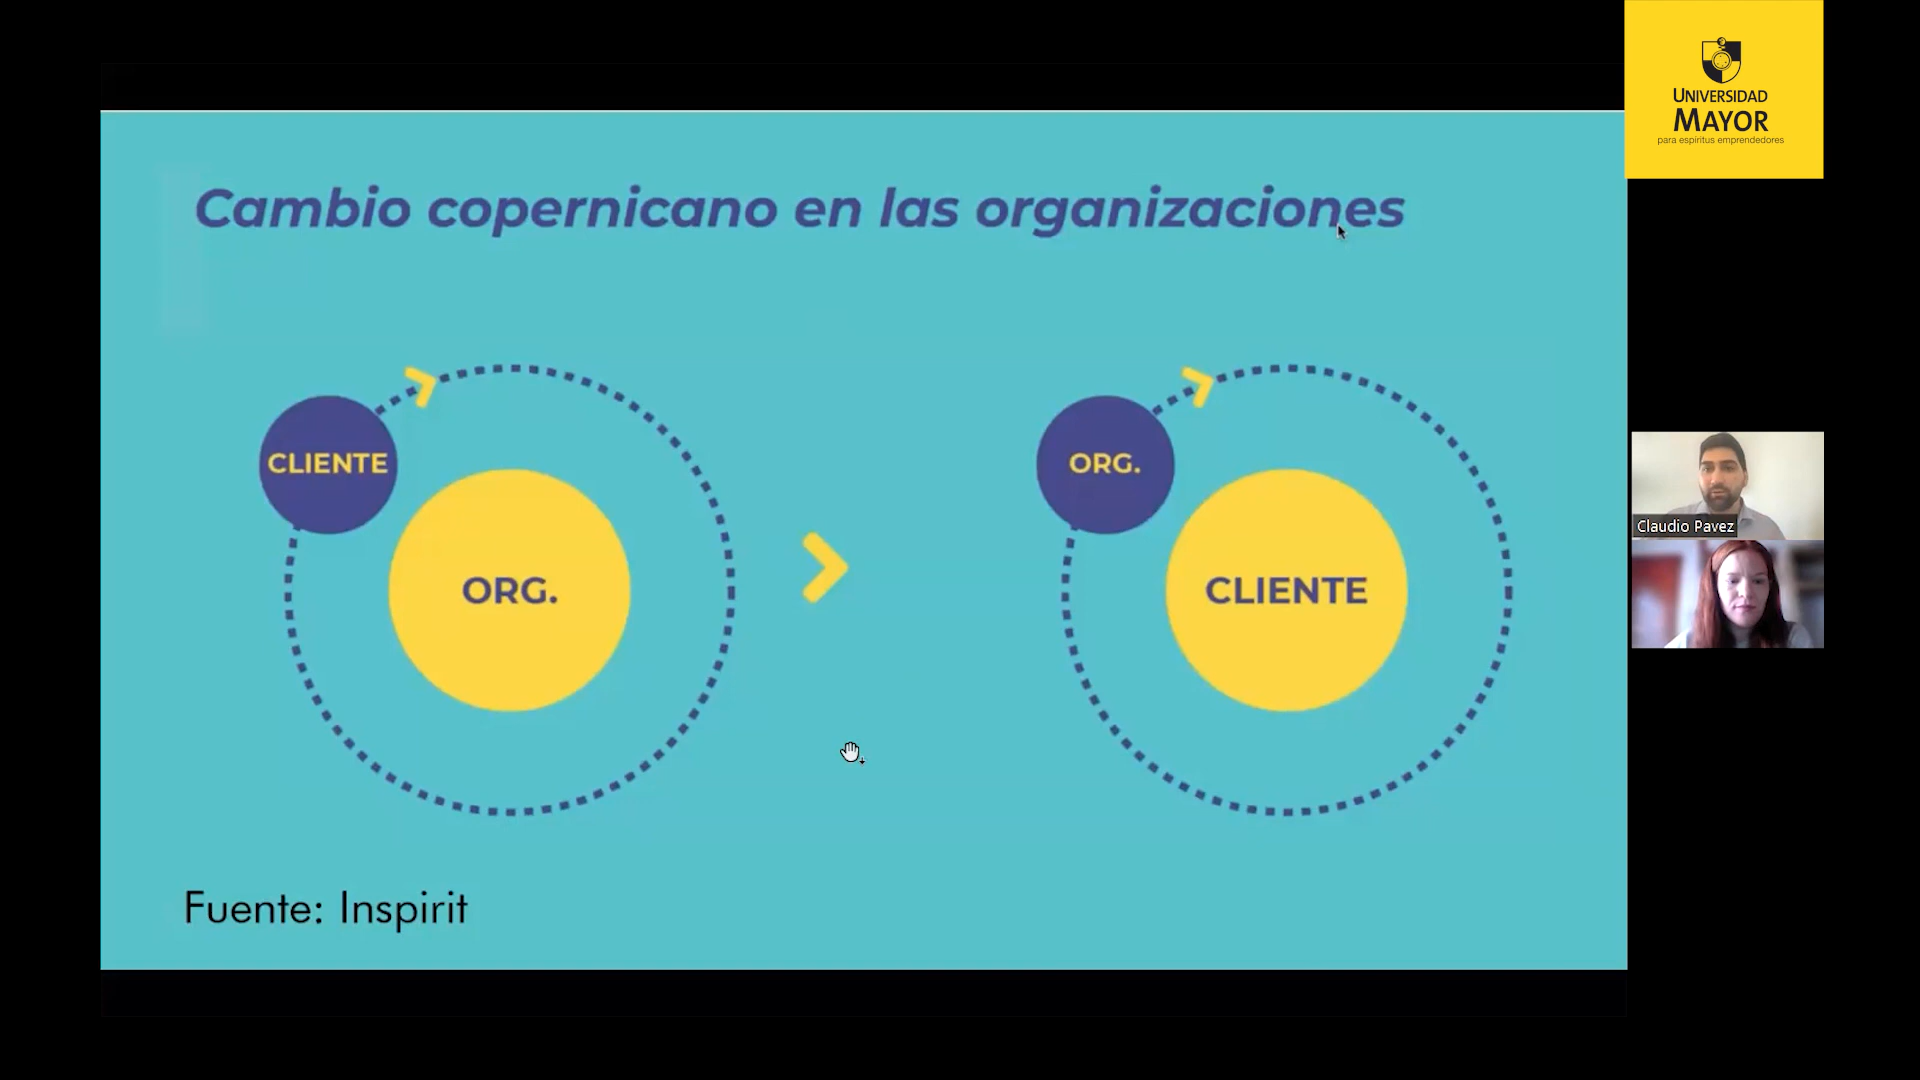 Cambio copernicano en las organizaciones
CLIENTE
ORG.
ORG.
CLIENTE
Fuente: Inspirit
UNIVERSIDAD
MAYOR
para espíritus emprendedores
Claudio Pavez